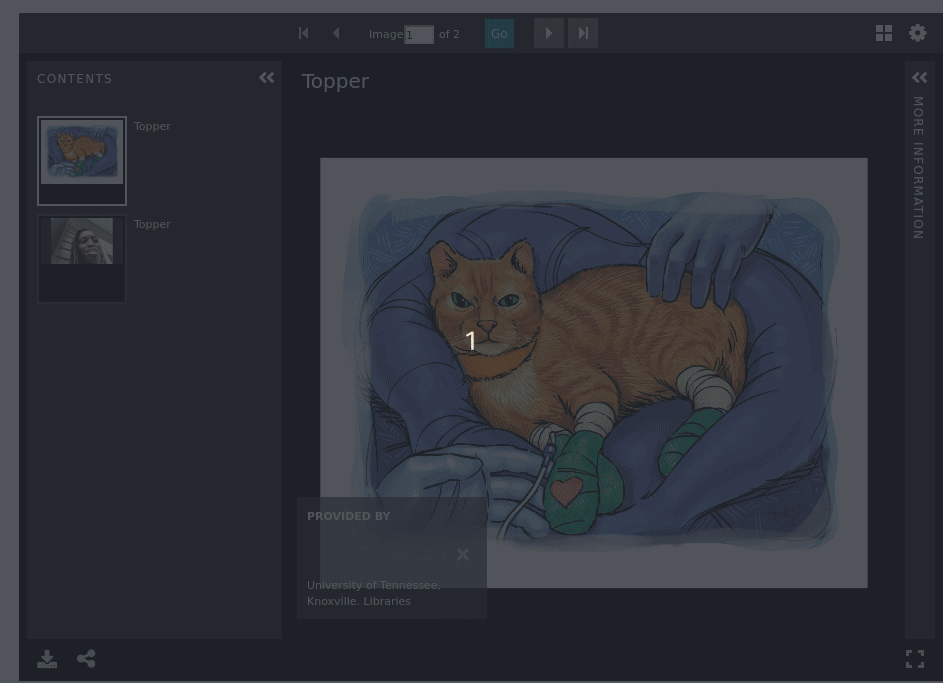 Image 1 of 2 Go
CONTENTS
Topper
Topper
Topper
MORE INFORMATION
1
PROVIDED BY
University of Tennessee,
Knoxville. Libraries